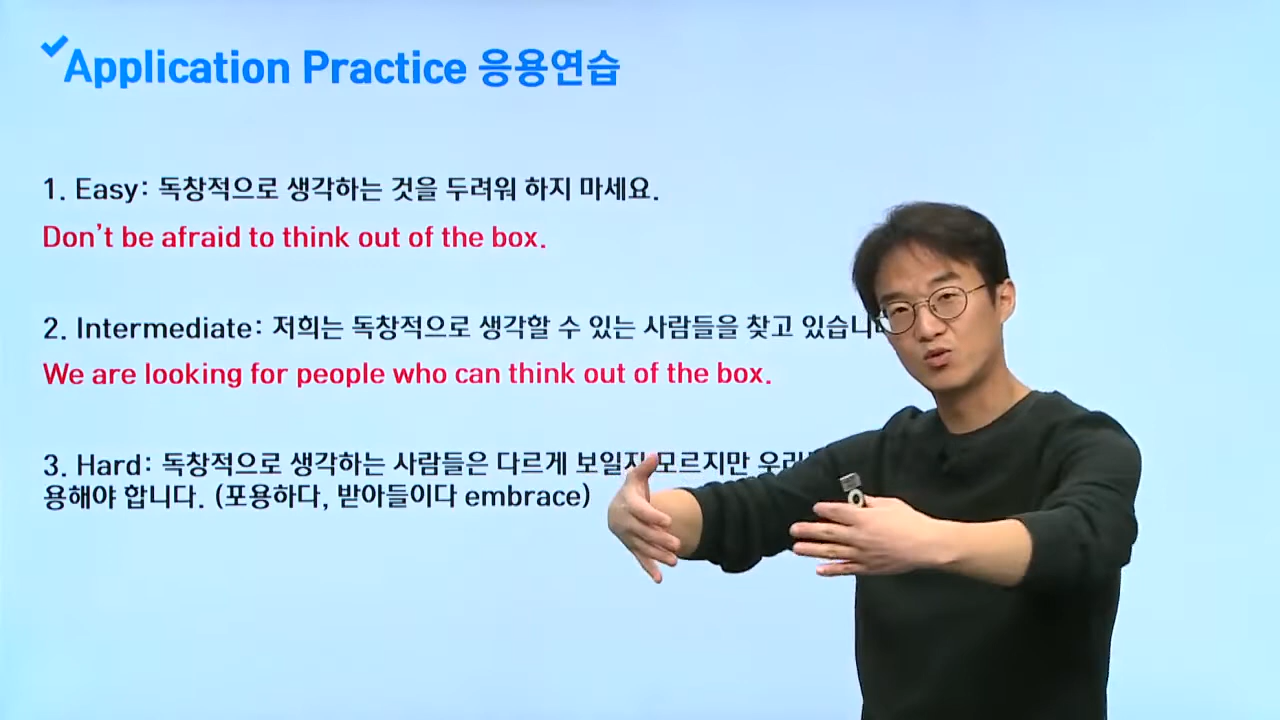 Application Practice 응용연습
1. Easy: 독창적으로 생각하는 것을 두려워 하지 마세요.
Don't be afraid to think out of the box.
2. Intermediate: 저희는 독창적으로 생각할 수 있는 사람들을 찾고
We are looking for people who can think out of the box.
3. Hard: 독창적으로 생각하는 사람들은 다르게 보일지 모르지만
용해야 합니다. (포용하다, 받아들이다 embrace)